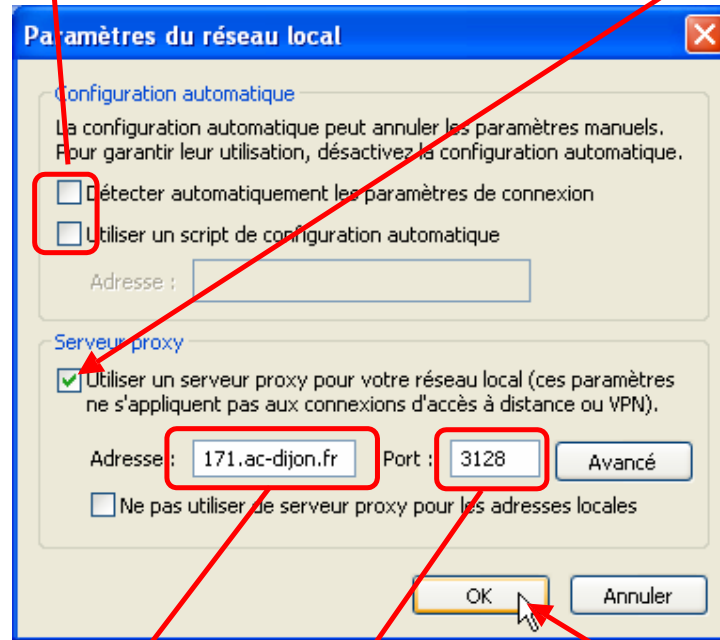 Paramètres du réseau local
Configuration automatique
La configuration automatique peut annuler les paramètres manuels.
Pour garantir leur utilisation, désactivez la configuration automatique.
Détecter automatiquement les paramètres de connexion
Utiliser un script de configuration automatique
Adresse :
Serveur proxy
Utiliser un serveur proxy pour votre réseau local (ces paramètres
ne s'appliquent pas aux connexions d'accès à distance ou VPN).
Adresse : 171.ac-dijon.fr Port : 3128 Avancé
Ne pas utiliser de serveur proxy pour les adresses locales
OK Annuler